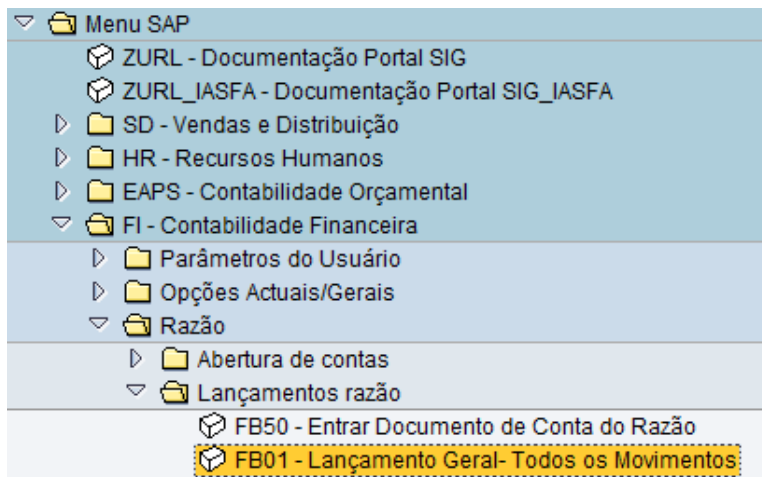 Menu SAP
ZURL - Documentação Portal SIG
ZURL_IASFA - Documentação Portal SIG_IASFA
SD - Vendas e Distribuição
HR - Recursos Humanos
EAPS - Contabilidade Orçamental
FI - Contabilidade Financeira
Parâmetros do Usuário
Opções Actuais/Gerais
Razão
Abertura de contas
Lançamentos razão
FB50 - Entrar Documento de Conta do Razão
FB01 - Lançamento Geral- Todos os Movimentos